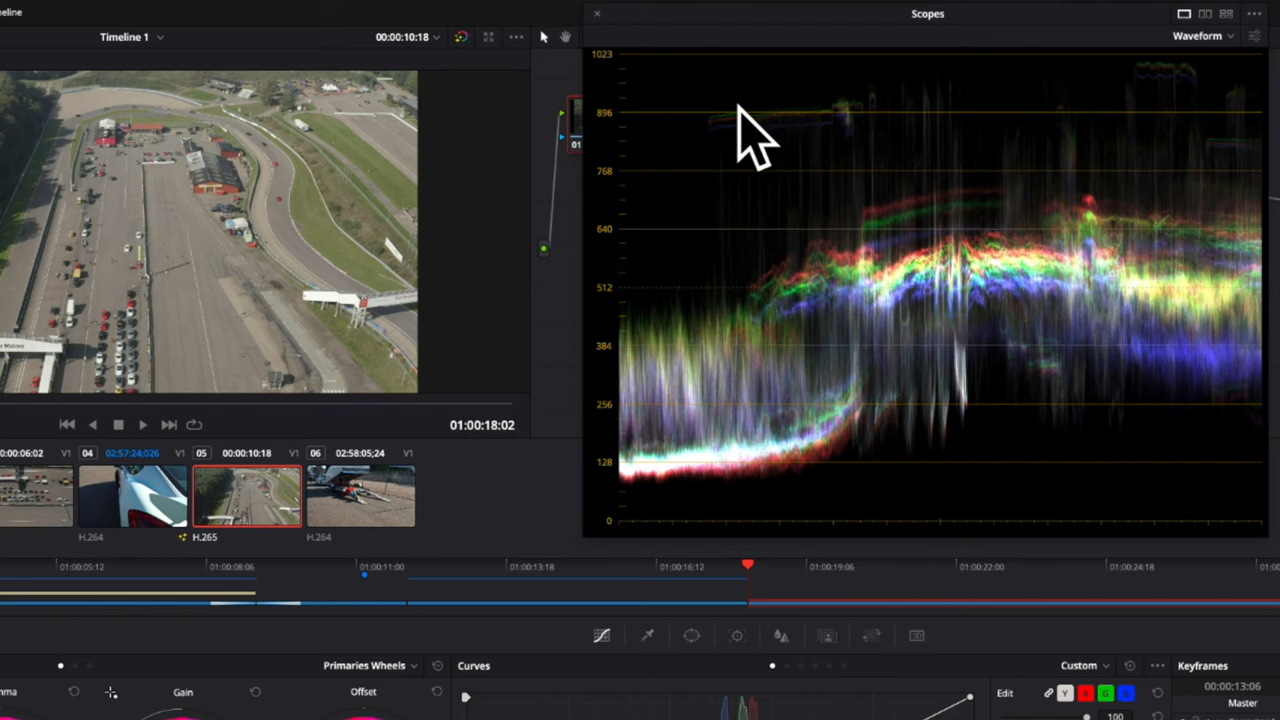 eline
Scopes
Timeline 1
00:00:10:18
Waveform
1023
896
768
640
512
384
256
128
0
01
01:00:18:02
0:00:06:02 V1 04 02:57:24;026 V1 05 00:00:10:18 V1 06 02:58:05;24 V1
H.264 H.265 H.264
01:00:05:12 01:00:08:06 01:00:11:00 01:00:13:18 01:00:16:12 01:00:19:06 01:00:22:00 01:00:24:18 01:00
Primaries Wheels
Curves
Custom
Keyframes
mma Gain Offset
Edit Y R G B
00:00:13:06
Master
100